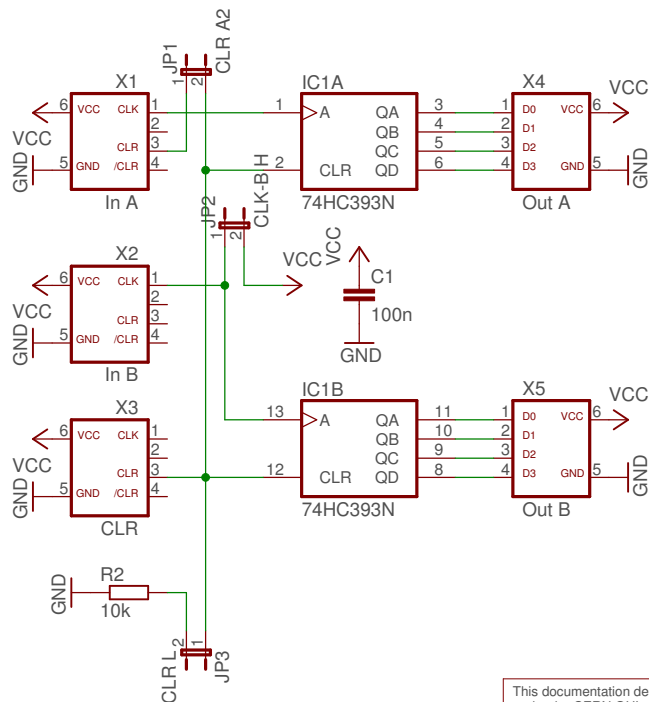 JP1
1
2
CLR A2
X1
6
VCC
CLK
1
2
VCC
CLR
3
GND
5
GND
/CLR
4
In A
IC1A
1
A
QA
3
QB
4
QC
5
2
CLR
QD
6
74HC393N
X4
1
D0
VCC
6
2
D1
3
D2
4
D3
GND
5
VCC
GND
Out A
JP2
1
2
CLK-B H
VCC
X2
6
VCC
CLK
1
2
VCC
CLR
3
GND
5
GND
/CLR
4
In B
VCC
C1
100n
GND
X3
6
VCC
CLK
1
2
VCC
CLR
3
GND
5
GND
/CLR
4
CLR
IC1B
13
A
QA
11
QB
10
QC
9
12
CLR
QD
8
74HC393N
X5
1
D0
VCC
6
2
D1
3
D2
4
D3
GND
5
VCC
GND
Out B
GND
R2
10k
CLR L
2
1
JP3
This documentation de